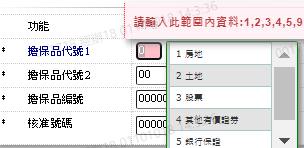 請輸入此範圍內資料:1,2,3,4,5,9
功能
* 擔保品代號1 0
* 擔保品代號2 00
* 擔保品編號 00000
* 核准號碼 00000
1 房地
2 土地
3 股票
4 其他有價證券
5 銀行保證